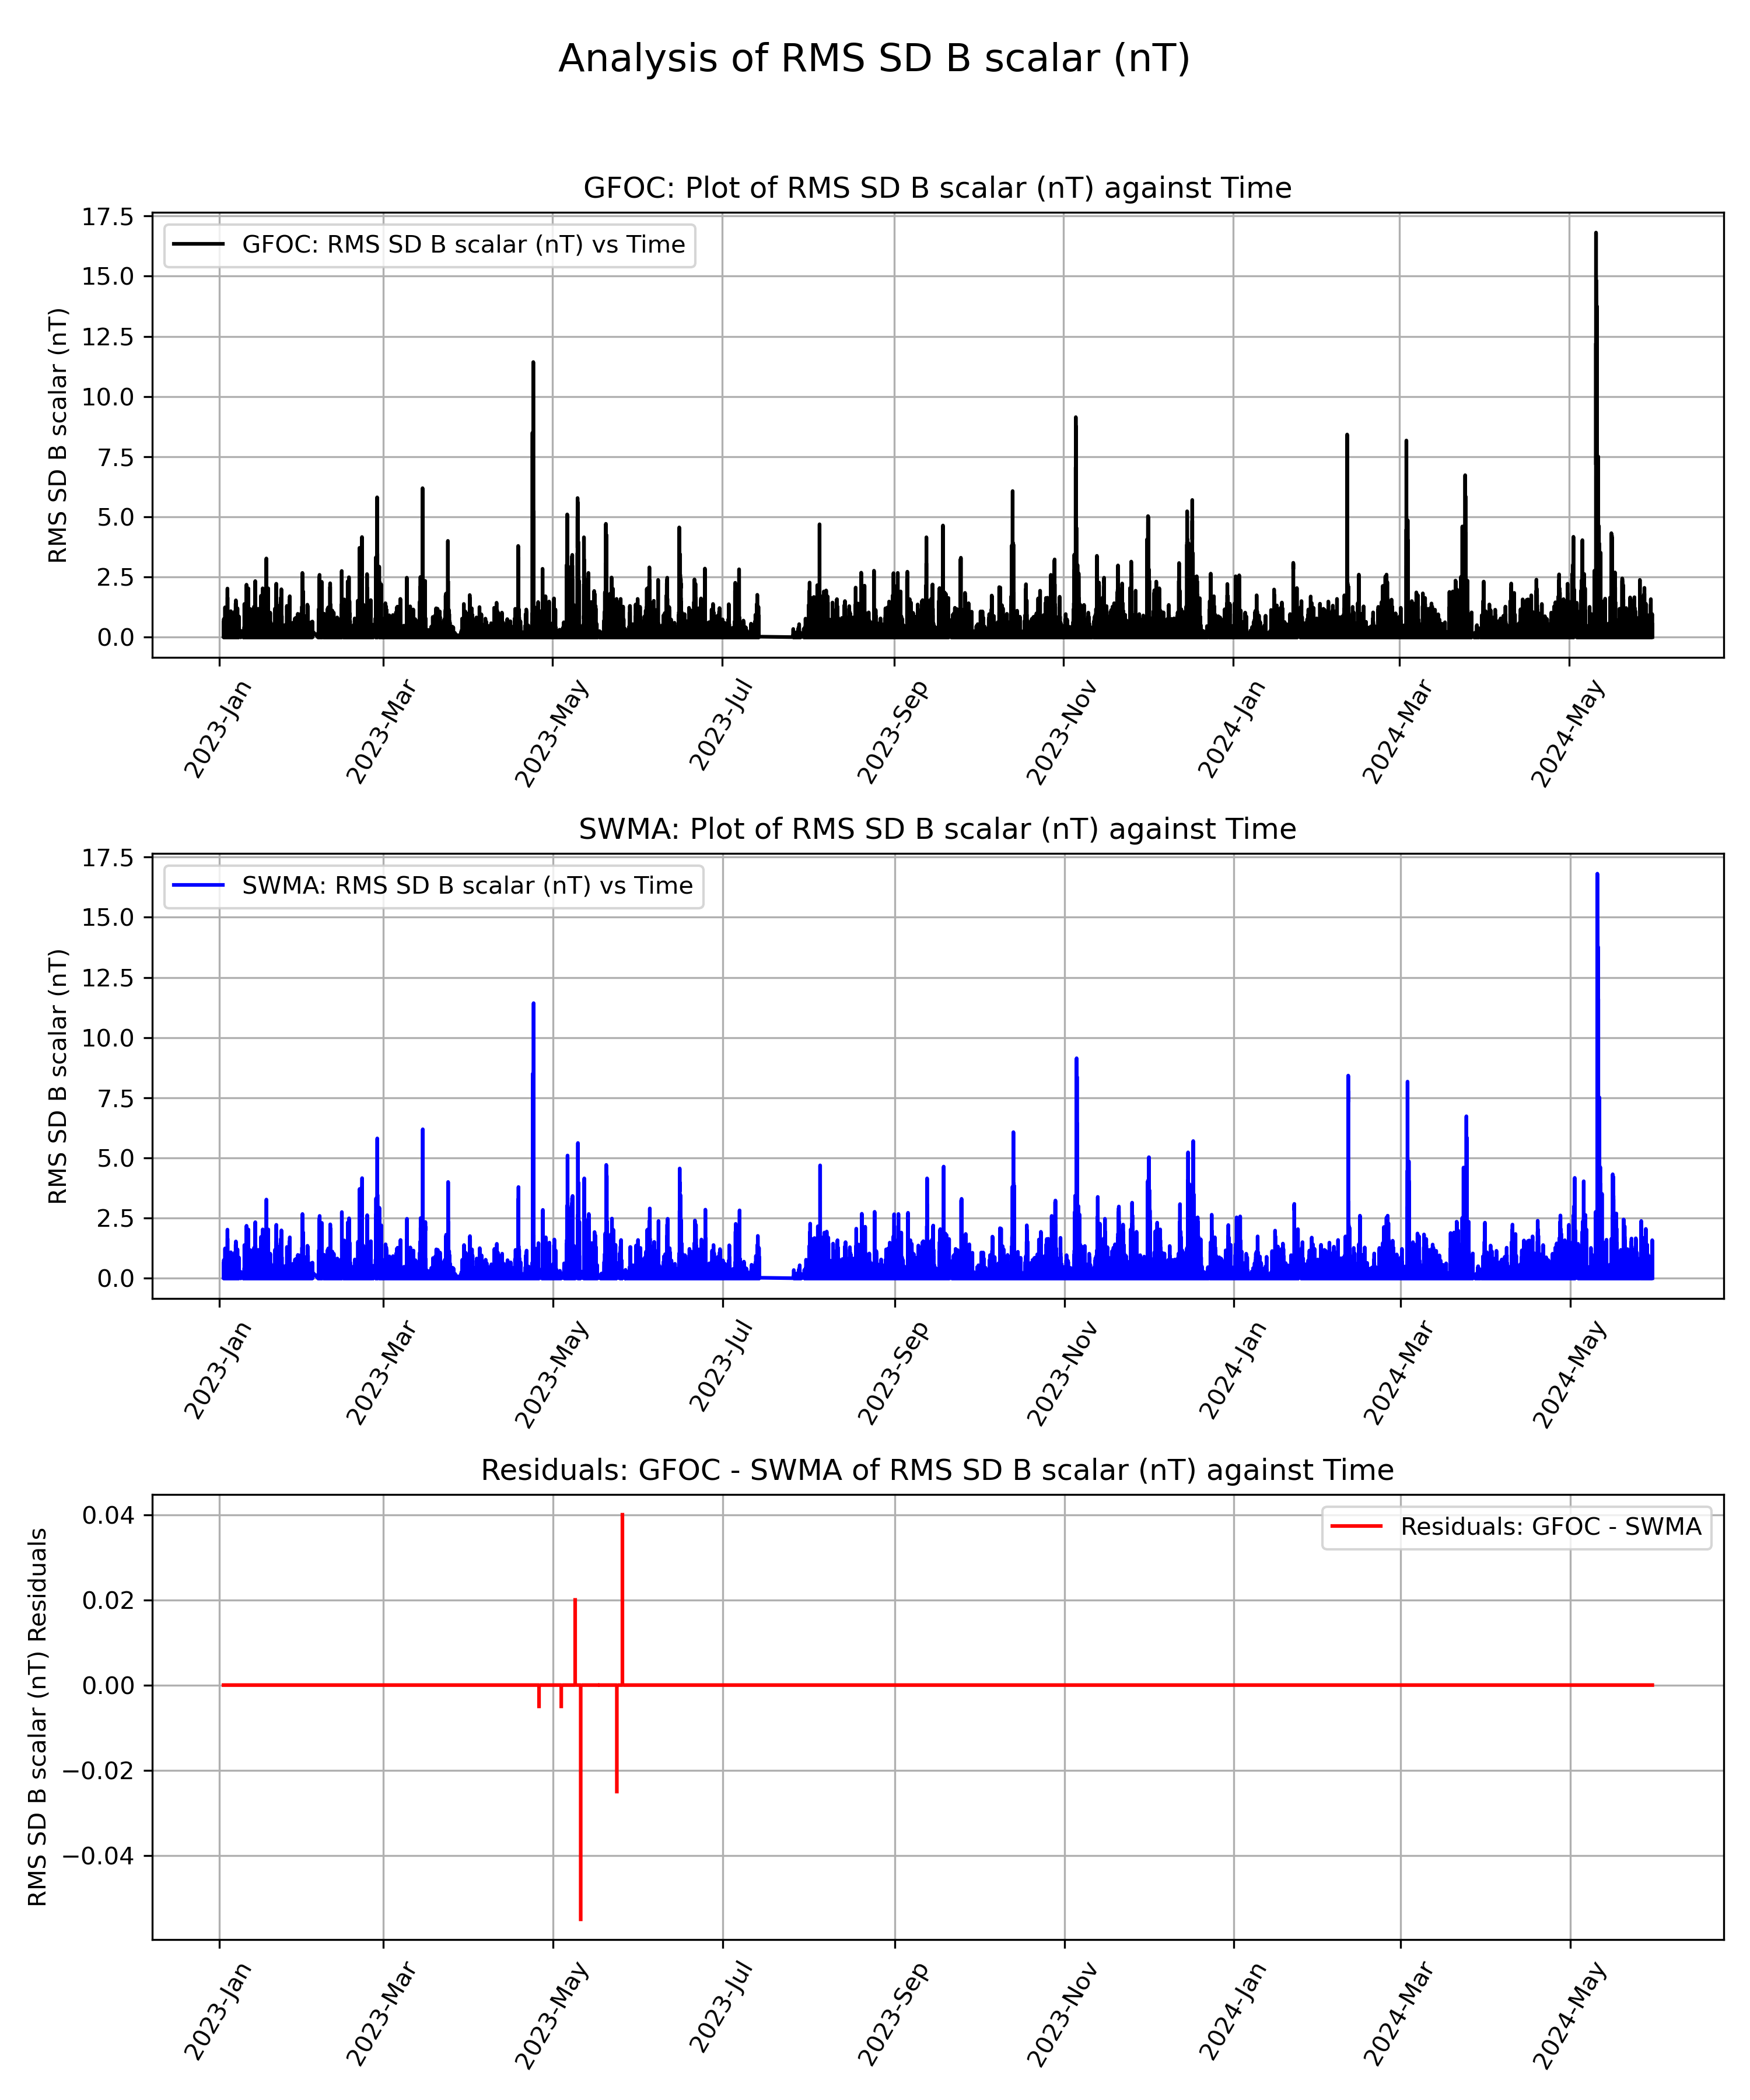 Analysis of RMS SD B scalar (nT)
GFOC: Plot of RMS SD B scalar (nT) against Time
RMS SD B scalar (nT)
17.5
15.0
12.5
10.0
7.5
5.0
2.5
0.0
GFOC: RMS SD B scalar (nT) vs Time
2023-Jan
2023-Mar
2023-May
2023-Jul
2023-Sep
2023-Nov
2024-Jan
2024-Mar
2024-May
SWMA: Plot of RMS SD B scalar (nT) against Time
RMS SD B scalar (nT)
17.5
15.0
12.5
10.0
7.5
5.0
2.5
0.0
SWMA: RMS SD B scalar (nT) vs Time
2023-Jan
2023-Mar
2023-May
2023-Jul
2023-Sep
2023-Nov
2024-Jan
2024-Mar
2024-May
Residuals: GFOC - SWMA of RMS SD B scalar (nT) against Time
RMS SD B scalar (nT) Residuals
0.04
0.02
0.00
−0.02
−0.04
Residuals: GFOC - SWMA
2023-Jan
2023-Mar
2023-May
2023-Jul
2023-Sep
2023-Nov
2024-Jan
2024-Mar
2024-May